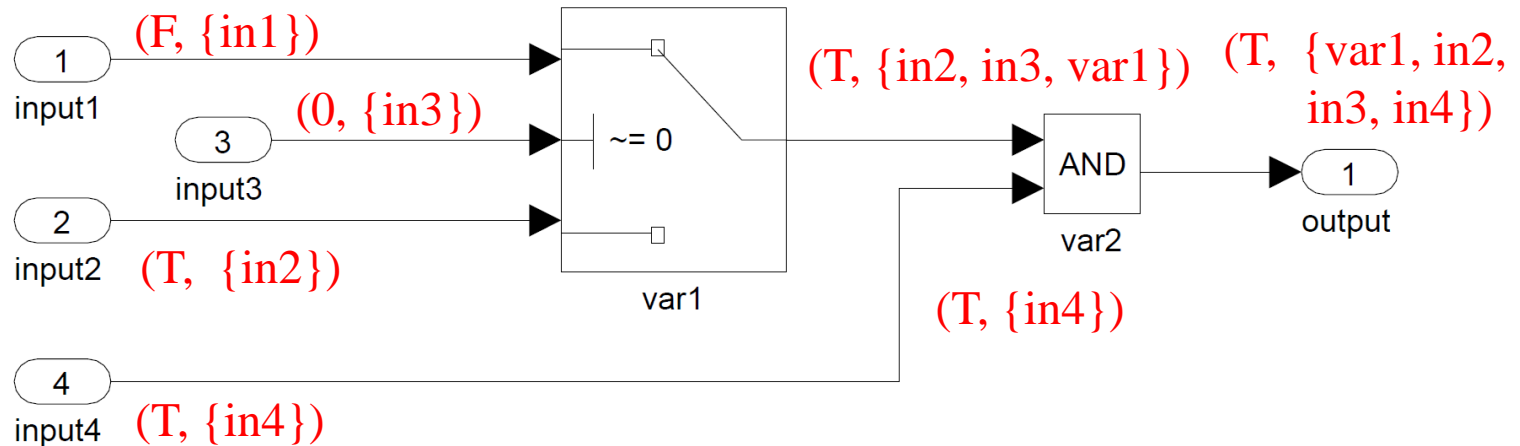 (F, {in1})
1
input1
(0, {in3})
3
input3
~= 0
2
input2
(T, {in2})
var1
(T, {in2, in3, var1})
(T, {var1, in2,
in3, in4})
AND
var2
1
output
(T, {in4})
4
input4
(T, {in4})